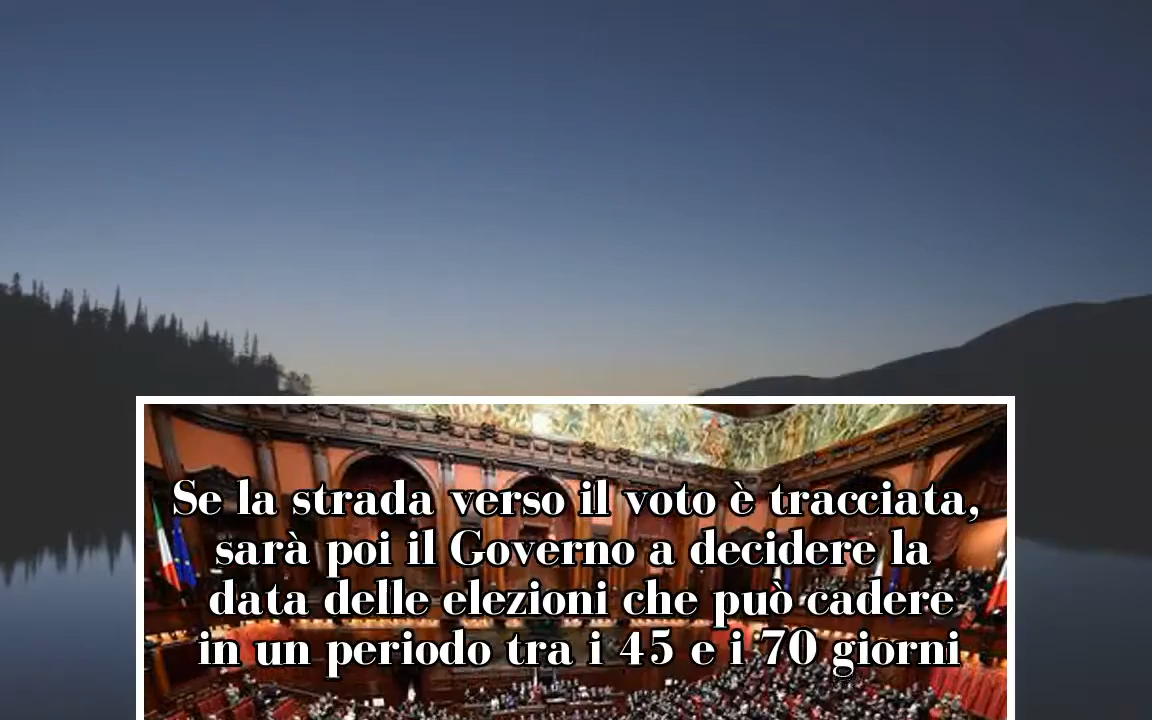 Se la strada verso il voto è tracciata,
sarà poi il Governo a decidere la
data delle elezioni che può cadere
in un periodo tra i 45 e i 70 giorni